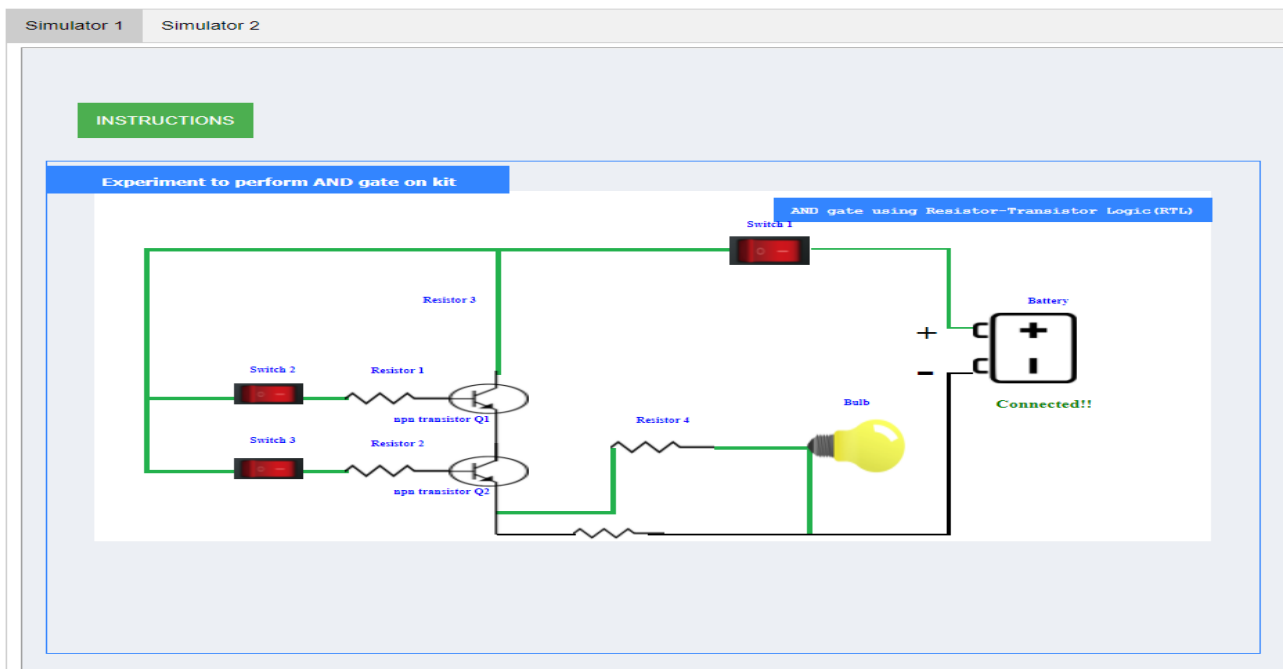 Simulator 1 Simulator 2
INSTRUCTIONS
Experiment to perform AND gate on kit
AND gate using Resistor-Transistor Logic(RTL)
Switch 1
Resistor 3
Battery
+
Switch 2 Resistor 1
-
Bulb
Connected!!
npn transistor Q1
Resistor 4
Switch 3 Resistor 2
npn transistor Q2